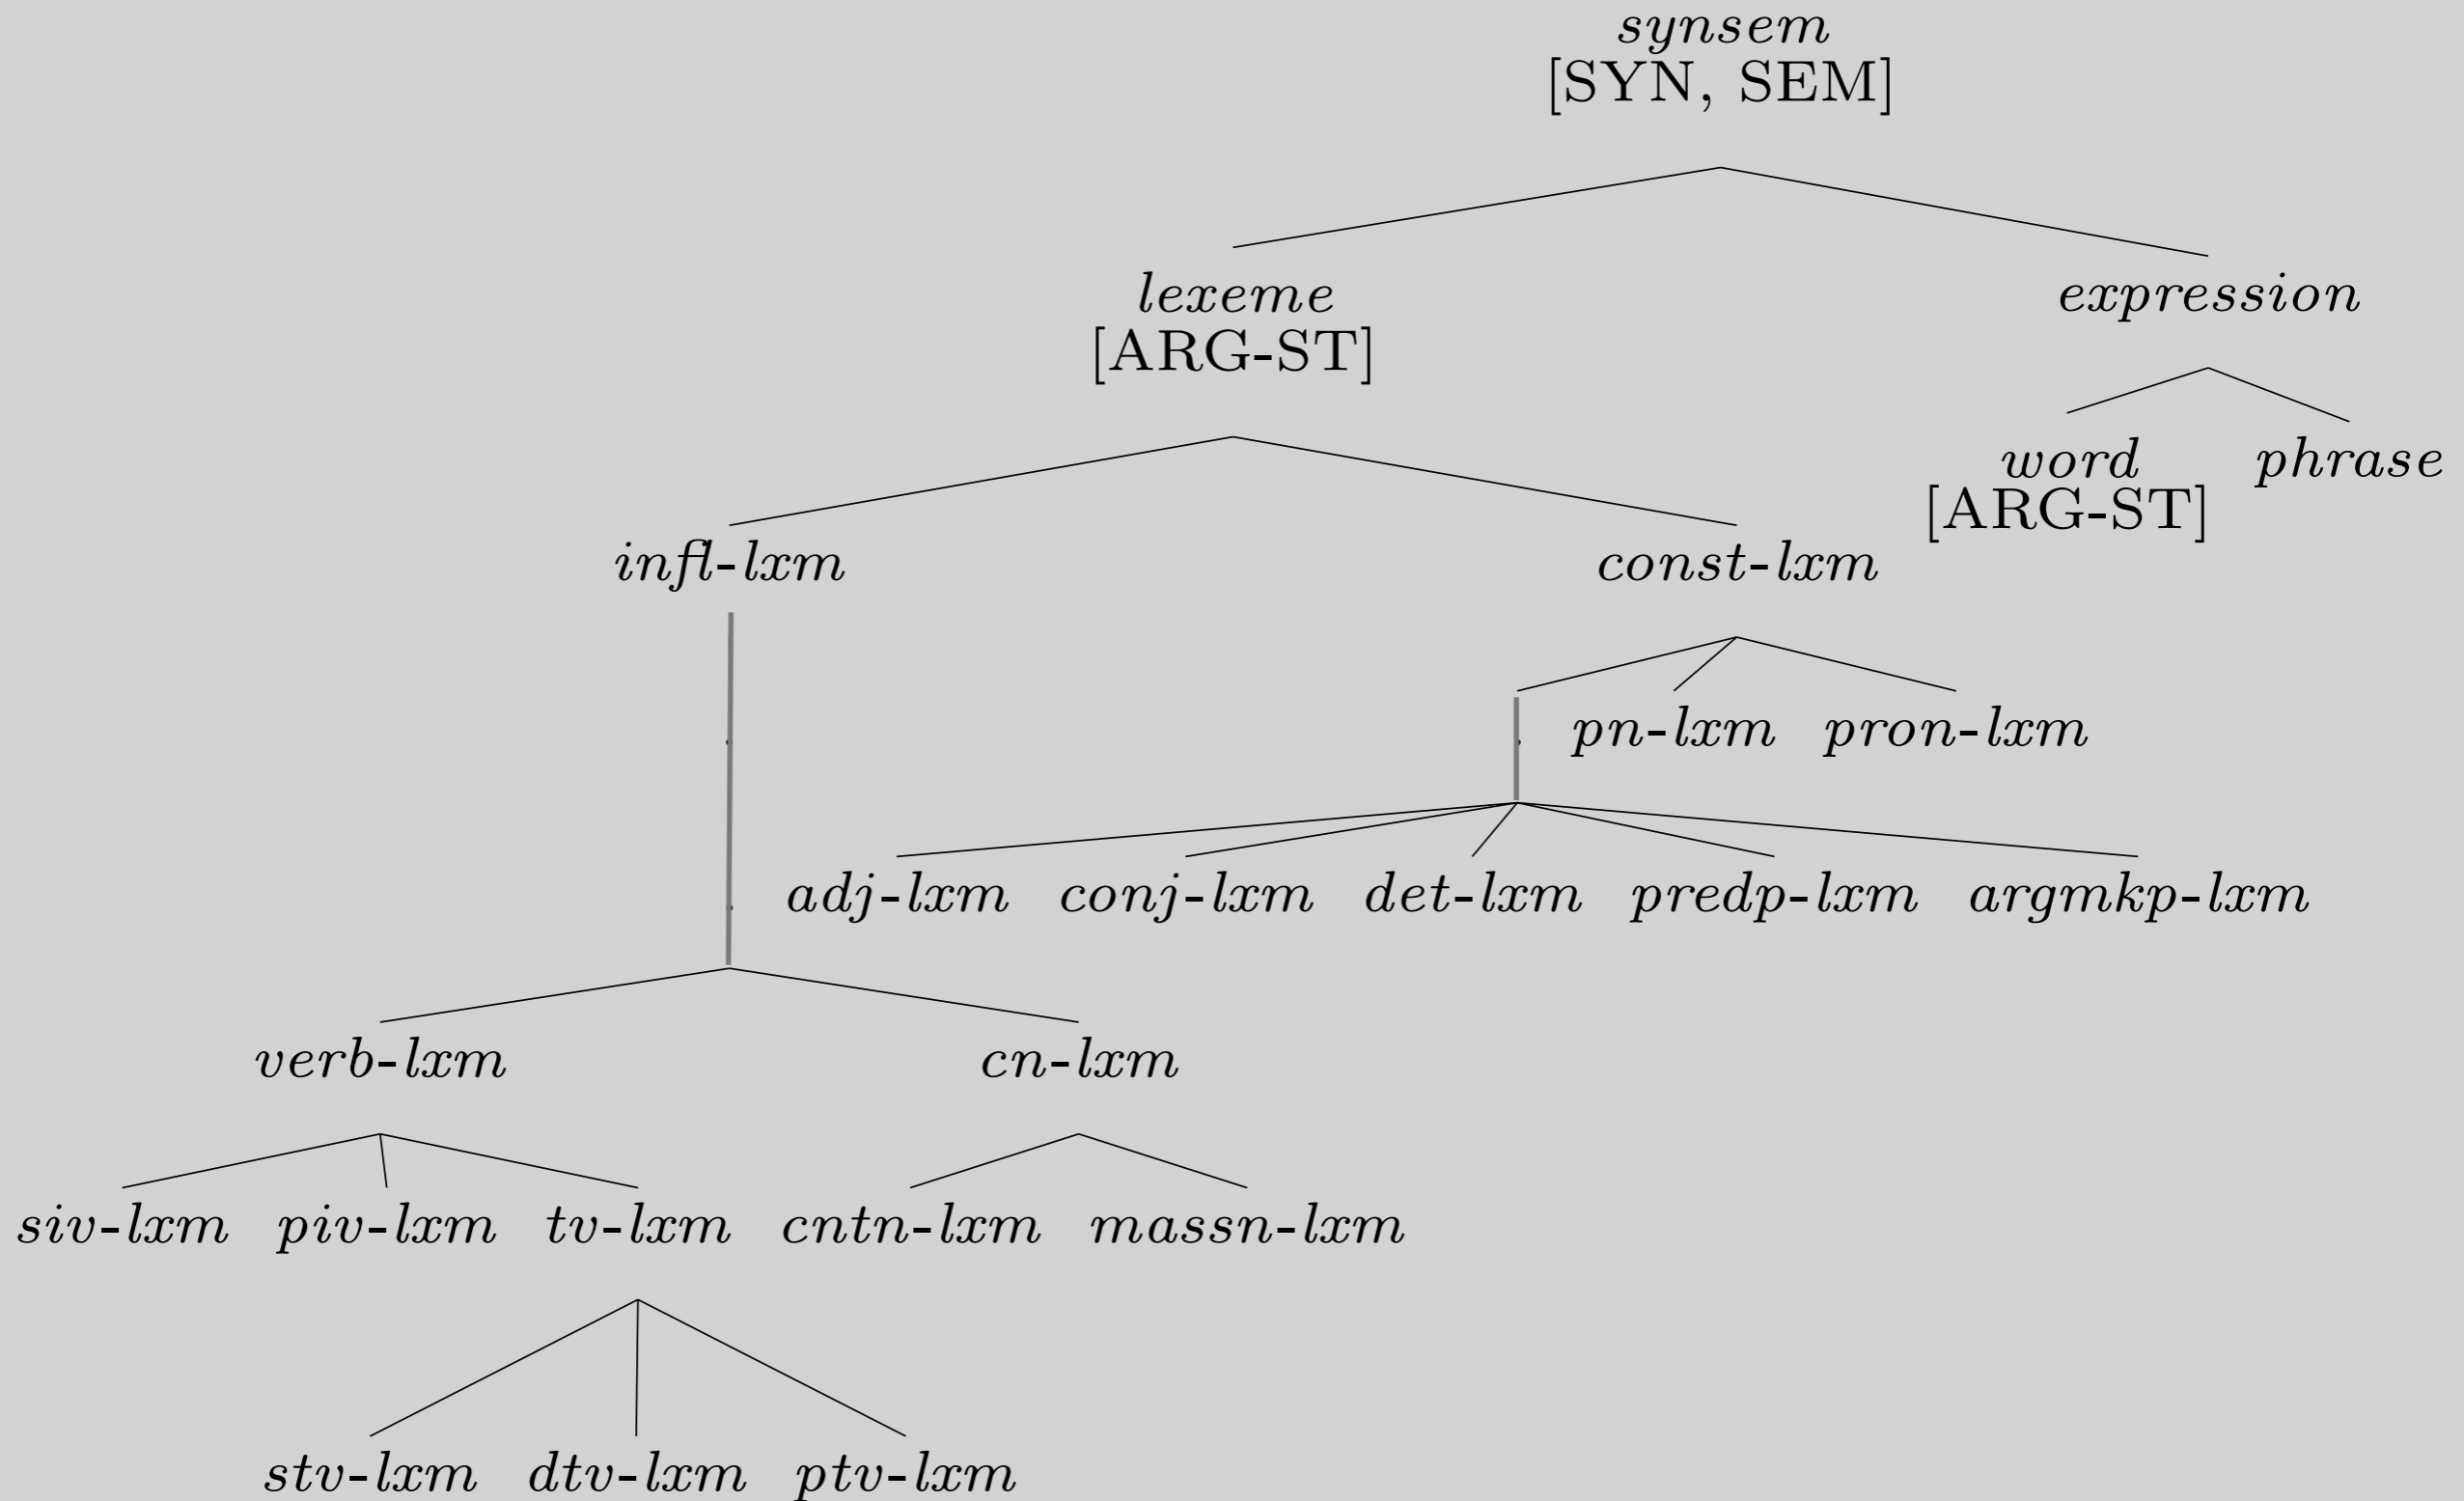 synsem
[SYN, SEM]
lexeme
[ARG-ST]
expression
word
[ARG-ST]
phrase
infl-lxm
const-lxm
pn-lxm
pron-lxm
adj-lxm
conj-lxm
det-lxm
predp-lxm
argmkp-lxm
verb-lxm
cn-lxm
siv-lxm
piv-lxm
tv-lxm
cntn-lxm
massn-lxm
stv-lxm
dtv-lxm
ptv-lxm